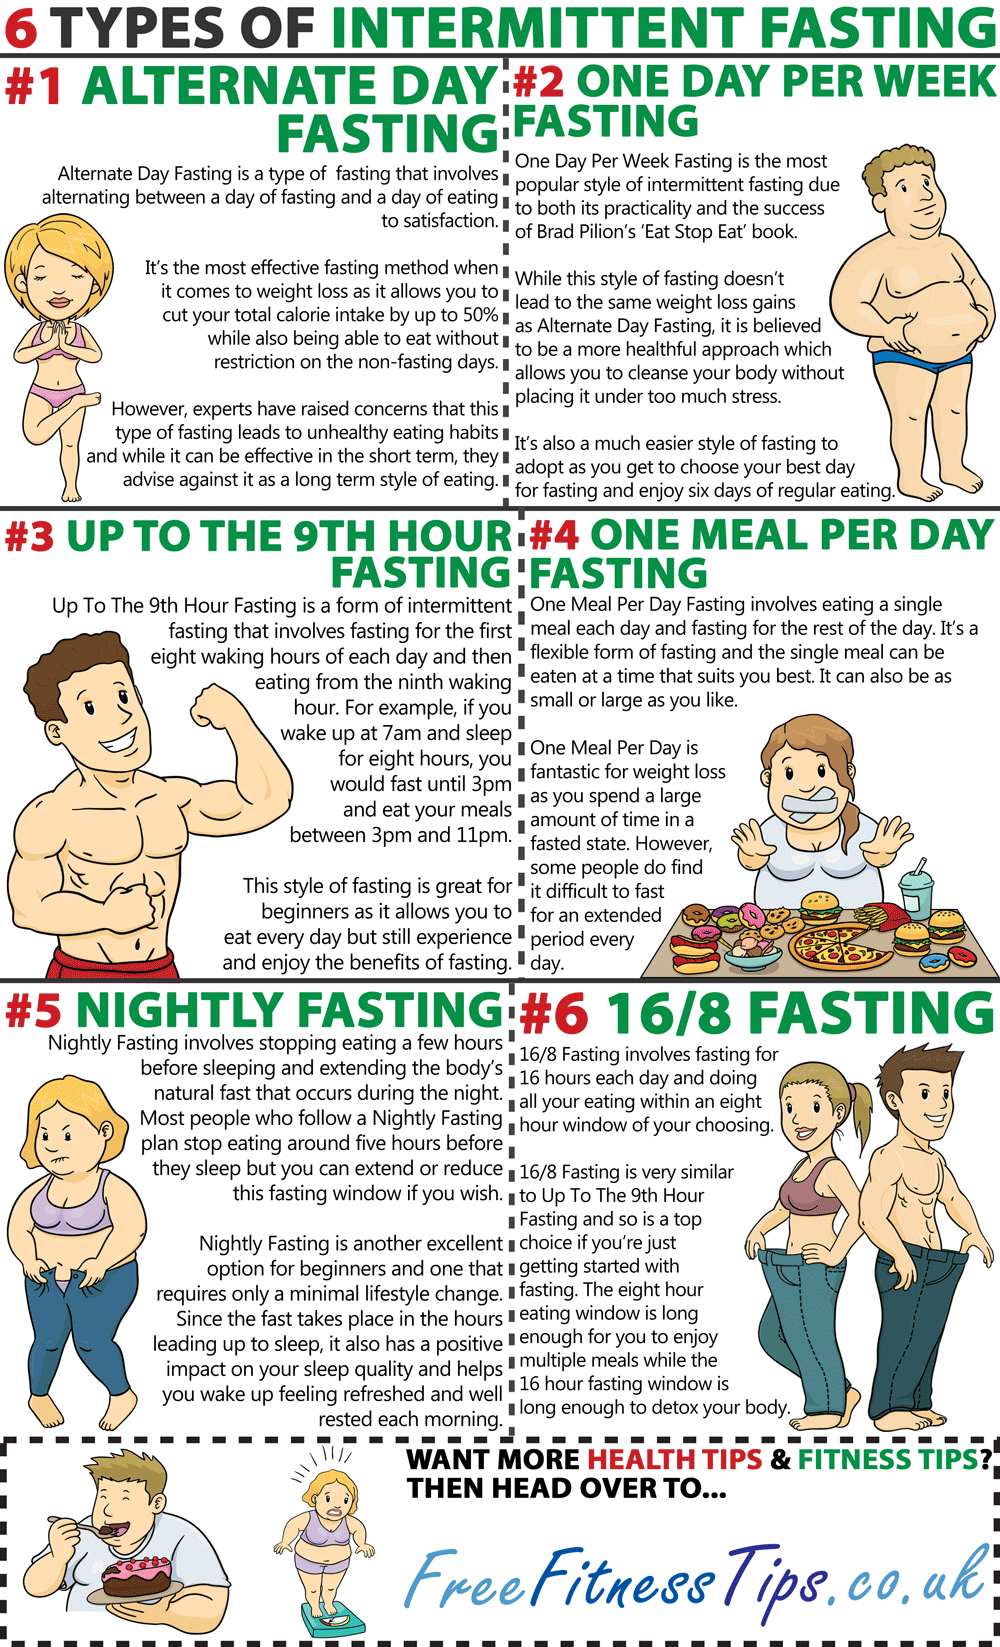 6 TYPES OF INTERMITTENT FASTING
#1 ALTERNATE DAY
FASTING
Alternate Day Fasting is a type of fasting that involves
alternating between a day of fasting and a day of eating
to satisfaction.
It's the most effective fasting method when
it comes to weight loss as it allows you to
cut your total calorie intake by up to 50%
while also being able to eat without
restriction on the non-fasting days.
However, experts have raised concerns that this
type of fasting leads to unhealthy eating habits
and while it can be effective in the short term, they
advise against it as a long term style of eating.
#2 ONE DAY PER WEEK
FASTING
One Day Per Week Fasting is the most
popular style of intermittent fasting due
to both its practicality and the success
of Brad Pilion's 'Eat Stop Eat' book.
While this style of fasting doesn't
lead to the same weight loss gains
as Alternate Day Fasting, it is believed
to be a more healthful approach which
allows you to cleanse your body without
placing it under too much stress.
It's also a much easier style of fasting to
adopt as you get to choose your best day
for fasting and enjoy six days of regular eating.
#3 UP TO THE 9TH HOUR
FASTING
Up To The 9th Hour Fasting is a form of intermittent
fasting that involves fasting for the first
eight waking hours of each day and then
eating from the ninth waking
hour. For example, if you
wake up at 7am and sleep
for eight hours, you
would fast until 3pm
and eat your meals
between 3pm and 11pm.
This style of fasting is great for
beginners as it allows you to
eat every day but still experience
and enjoy the benefits of fasting.
#4 ONE MEAL PER DAY
FASTING
One Meal Per Day Fasting involves eating a single
meal each day and fasting for the rest of the day. It's a
flexible form of fasting and the single meal can be
eaten at a time that suits you best. It can also be as
small or large as you like.
One Meal Per Day is
fantastic for weight loss
as you spend a large
amount of time in a
fasted state. However,
some people do find
it difficult to fast
for an extended
period every
day.
#5 NIGHTLY FASTING
Nightly Fasting involves stopping eating a few hours
before sleeping and extending the body's
natural fast that occurs during the night.
Most people who follow a Nightly Fasting
plan stop eating around five hours before
they sleep but you can extend or reduce
this fasting window if you wish.
Nightly Fasting is another excellent
option for beginners and one that
requires only a minimal lifestyle change.
Since the fast takes place in the hours
leading up to sleep, it also has a positive
impact on your sleep quality and helps
you wake up feeling refreshed and well
rested each morning.
#6 16/8 FASTING
16/8 Fasting involves fasting for
16 hours each day and doing
all your eating within an eight
hour window of your choosing.
16/8 Fasting is very similar
to Up To The 9th Hour
Fasting and so is a top
choice if you're just
getting started with
fasting. The eight hour
eating window is long
enough for you to enjoy
multiple meals while the
16 hour fasting window is
long enough to detox your body.
WANT MORE HEALTH TIPS & FITNESS TIPS?
THEN HEAD OVER TO...
FreeFitnessTips.co.uk